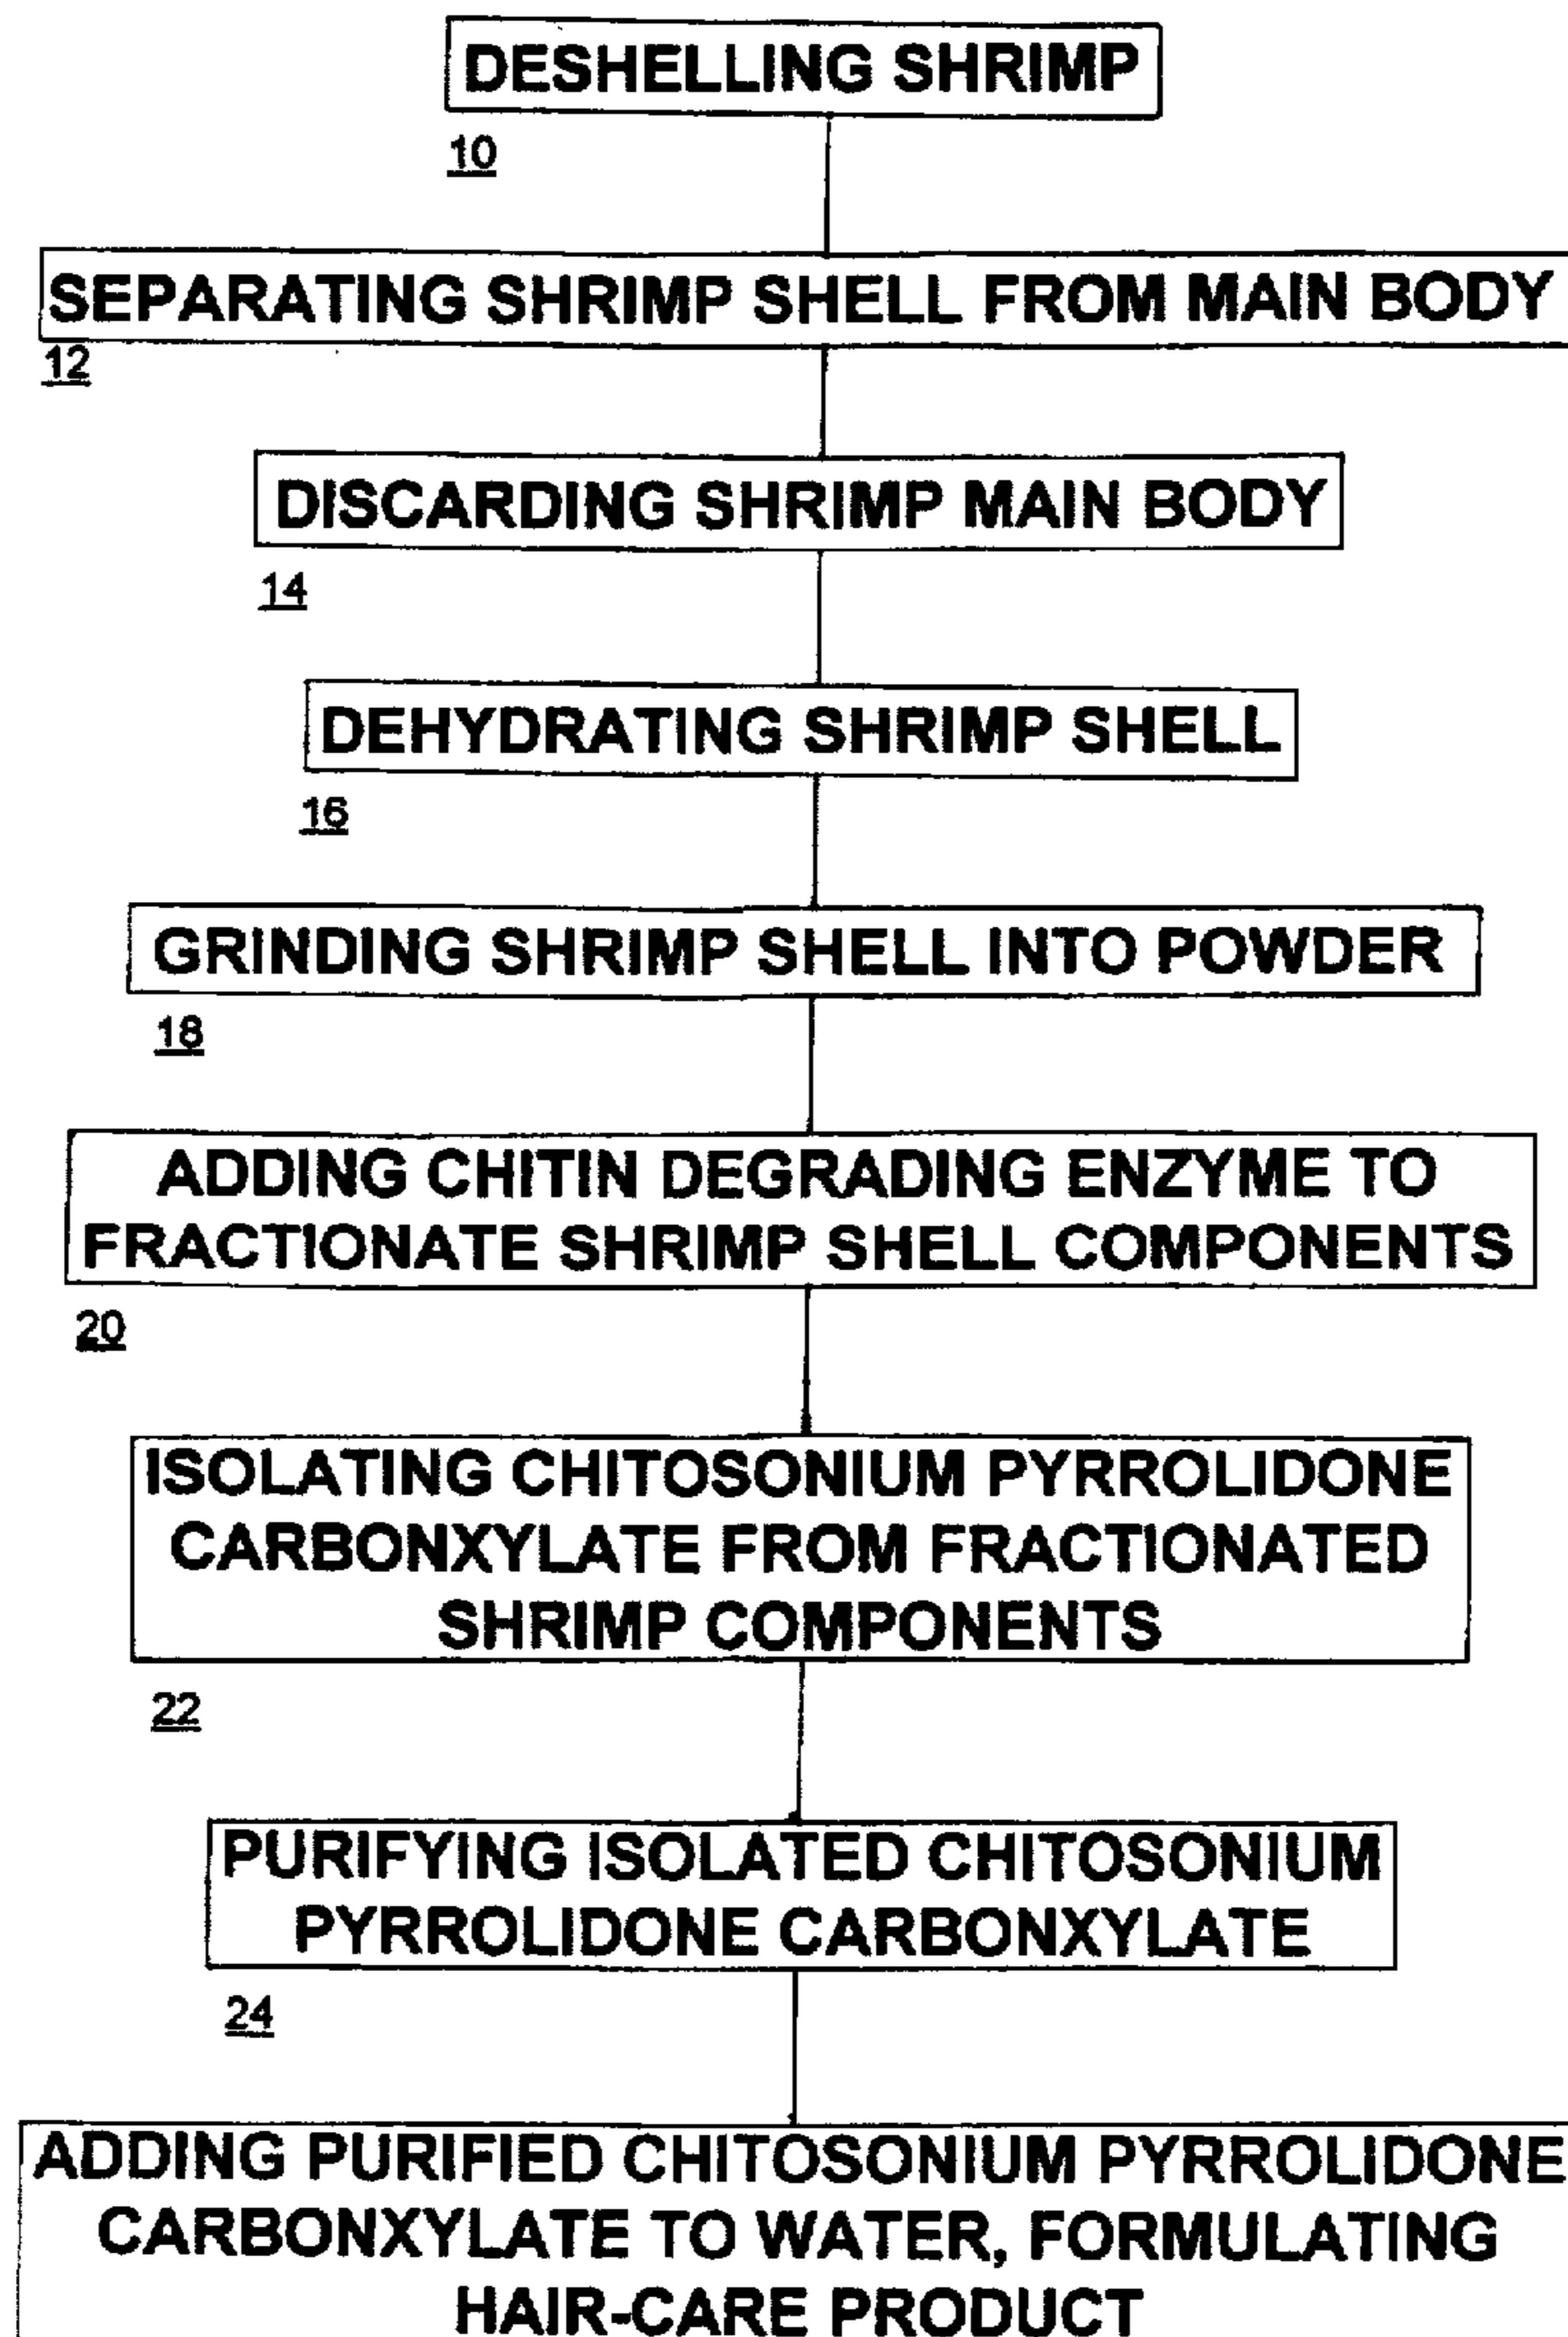 DESHELLING SHRIMP
10
SEPARATING SHRIMP SHELL FROM MAIN BODY
12
DISCARDING SHRIMP MAIN BODY
14
DEHYDRATING SHRIMP SHELL
16
GRINDING SHRIMP SHELL INTO POWDER
18
ADDING CHITIN DEGRADING ENZYME TO
FRACTIONATE SHRIMP SHELL COMPONENTS
20
ISOLATING CHITOSONIUM PYRROLIDONE
CARBONXYLATE FROM FRACTIONATED
SHRIMP COMPONENTS
22
PURIFYING ISOLATED CHITOSONIUM
PYRROLIDONE CARBONXYLATE
24
ADDING PURIFIED CHITOSONIUM PYRROLIDONE
CARBONXYLATE TO WATER, FORMULATING
HAIR-CARE PRODUCT